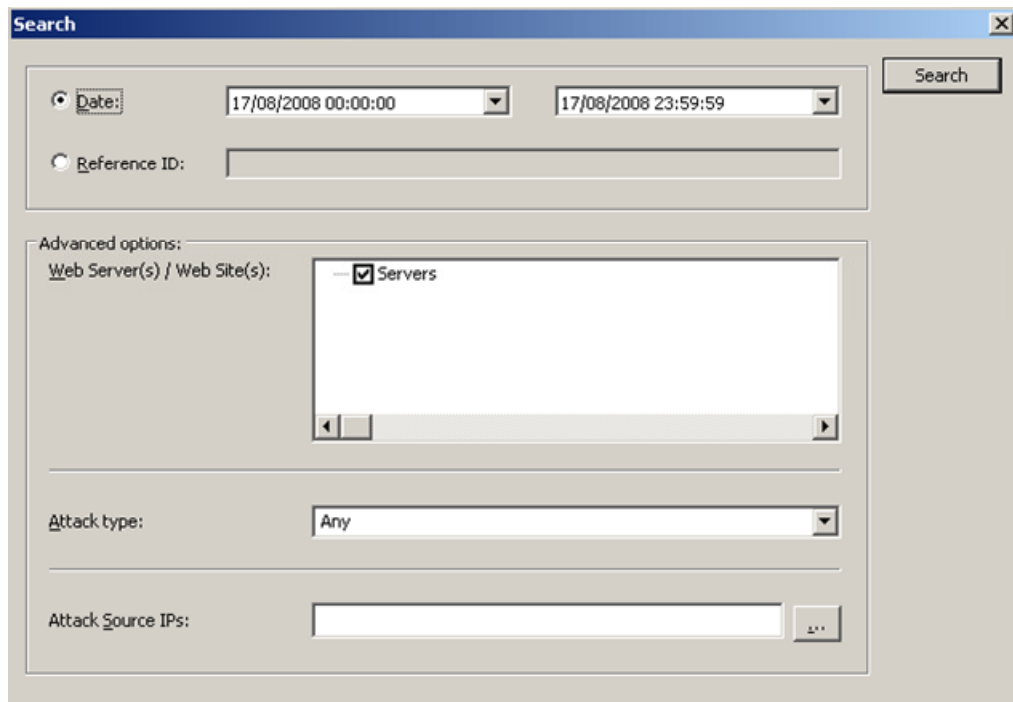 Search
Search
Date: 17/08/2008 00:00:00 17/08/2008 23:59:59
Reference ID:
Advanced options:
Web Server(s) / Web Site(s): Servers
Attack type: Any
Attack Source IPs: ...